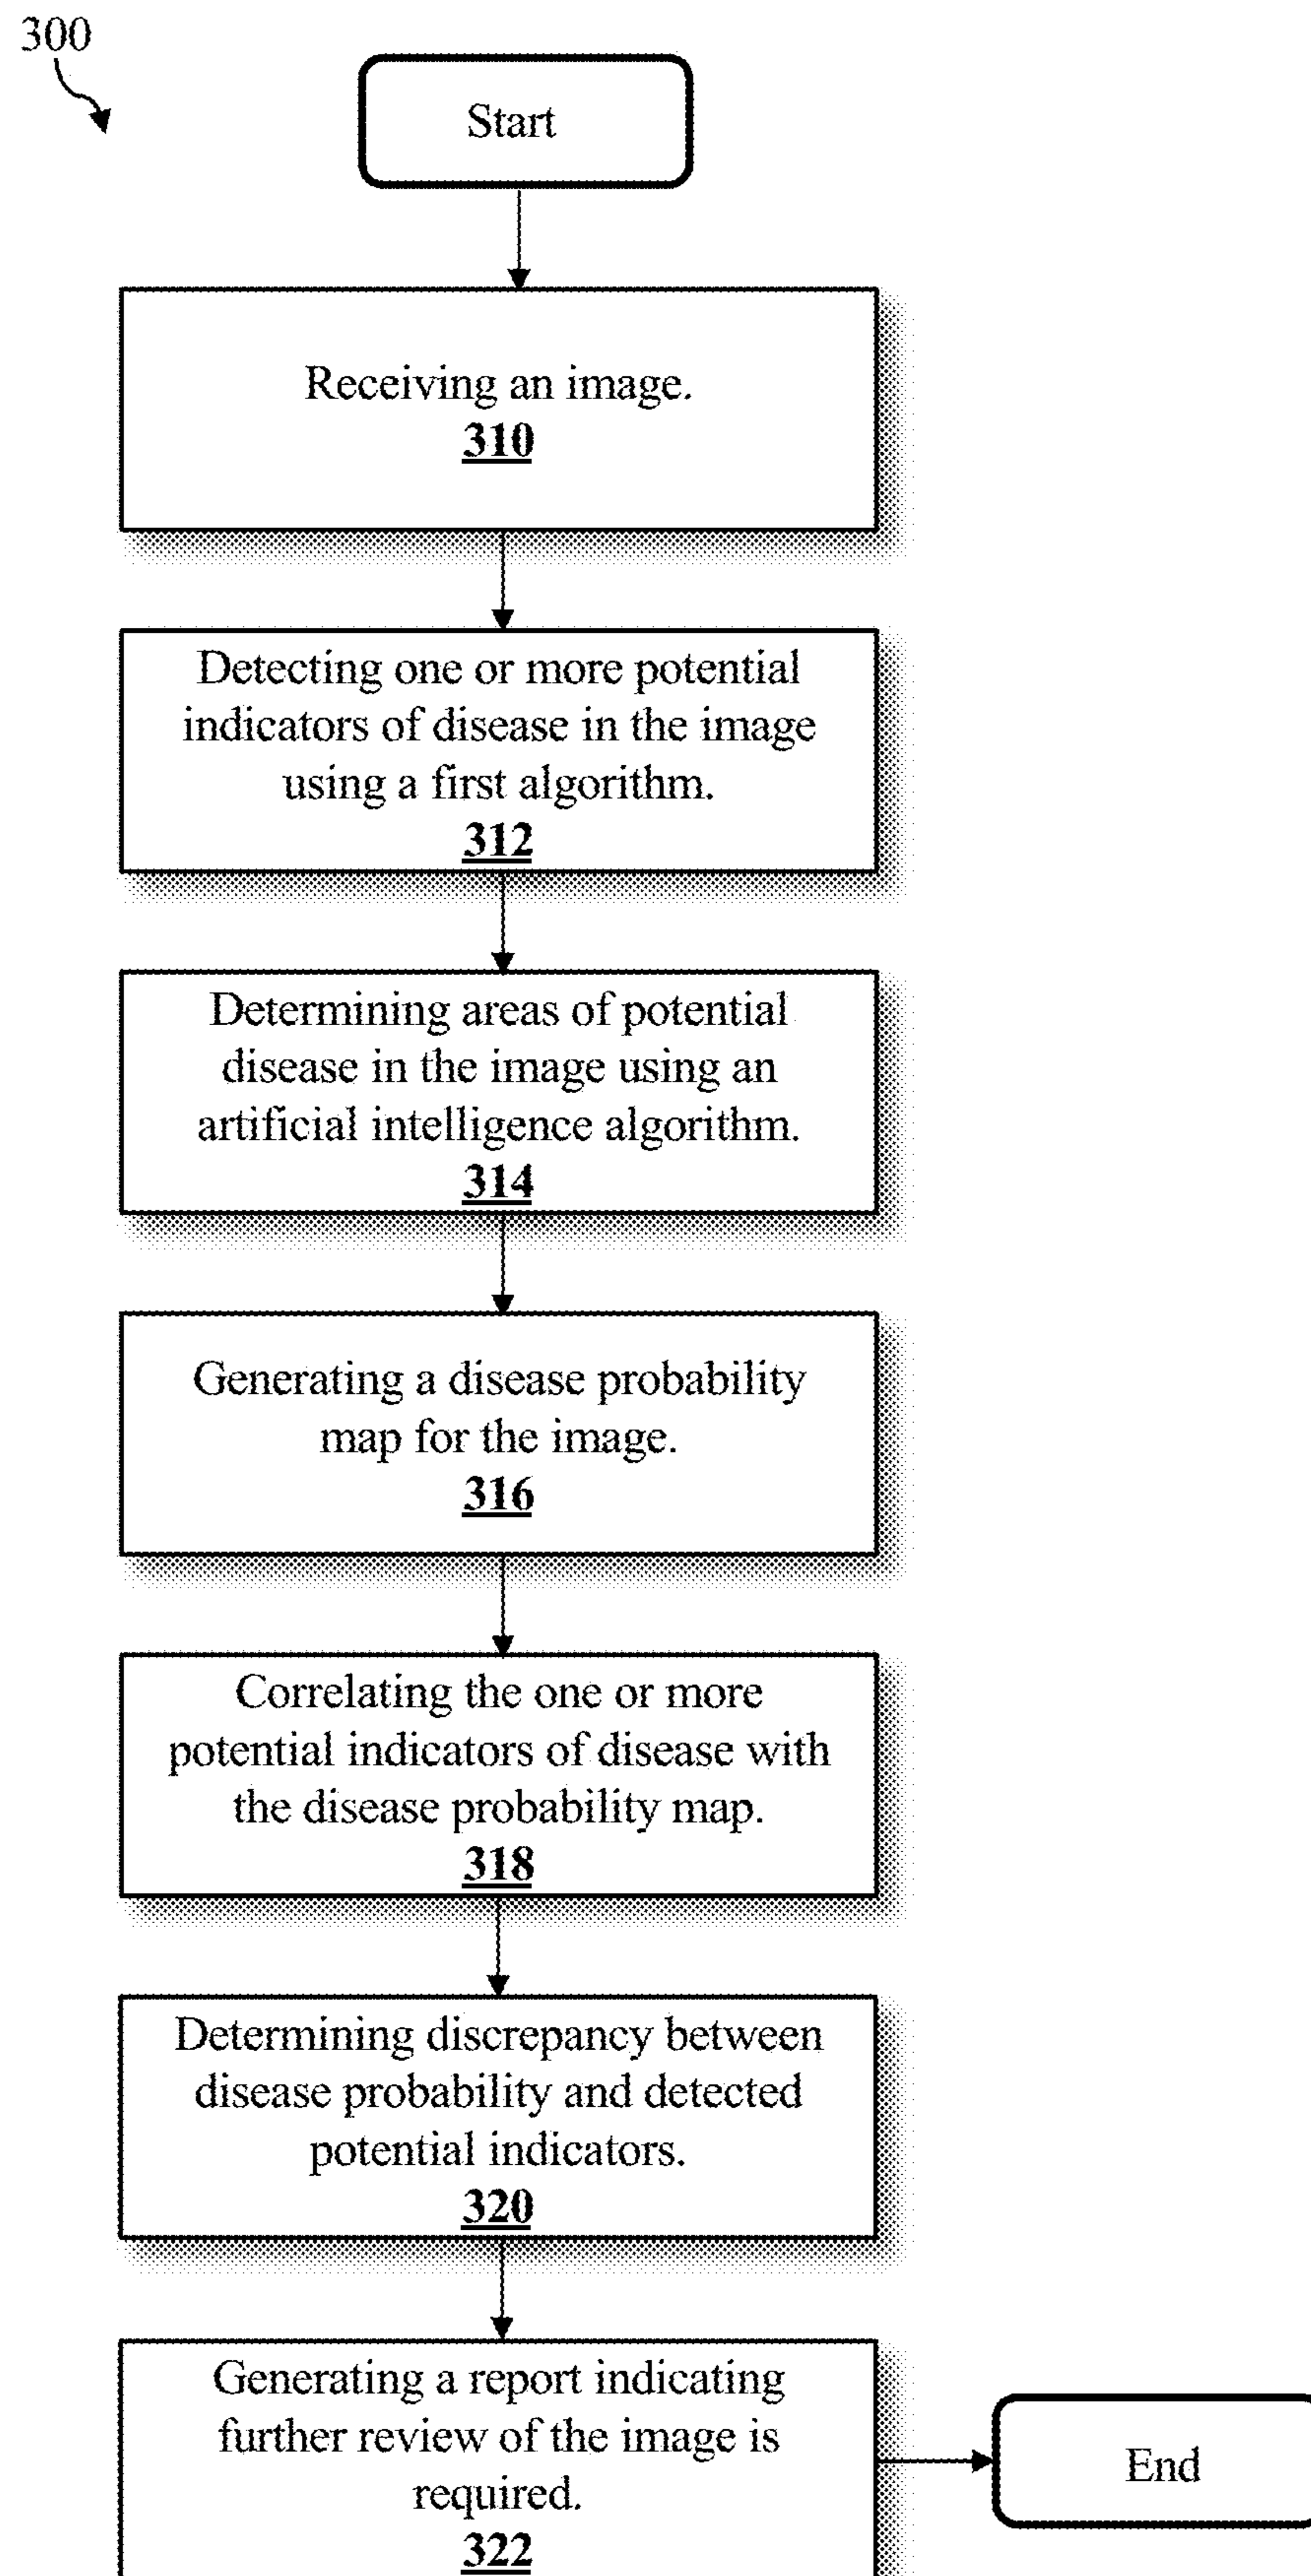 300
Start
Receiving an image.
310
Detecting one or more potential
indicators of disease in the image
using a first algorithm.
312
Determining areas of potential
disease in the image using an
artificial intelligence algorithm.
314
Generating a disease probability
map for the image.
316
Correlating the one or more
potential indicators of disease with
the disease probability map.
318
Determining discrepancy between
disease probability and detected
potential indicators.
320
Generating a report indicating
further review of the image is
required.
322
End